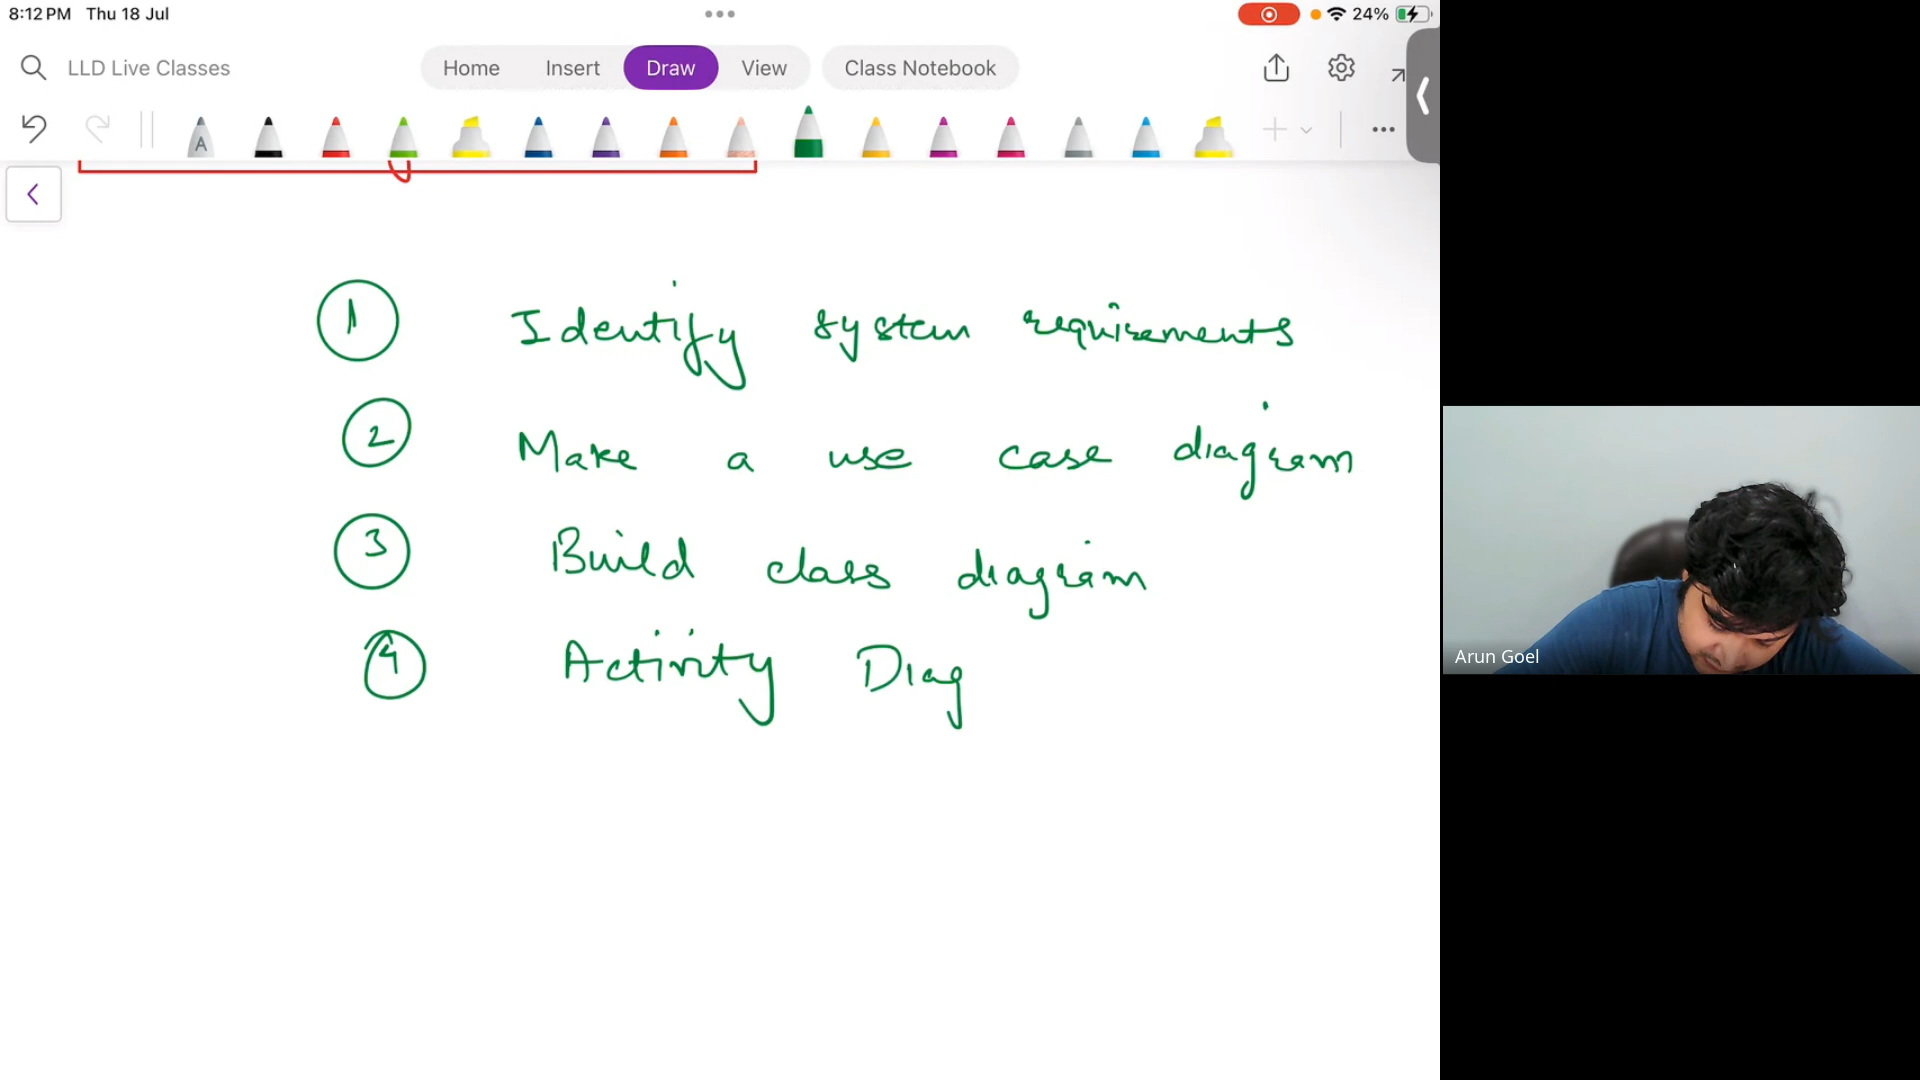 8:12 PM Thu 18 Jul
24%
LLD Live Classes
Home Insert Draw View Class Notebook
A
1 Identify system requirements
2 Make a use case diagram
3 Build class diagram
4 Activity Diag
Arun Goel